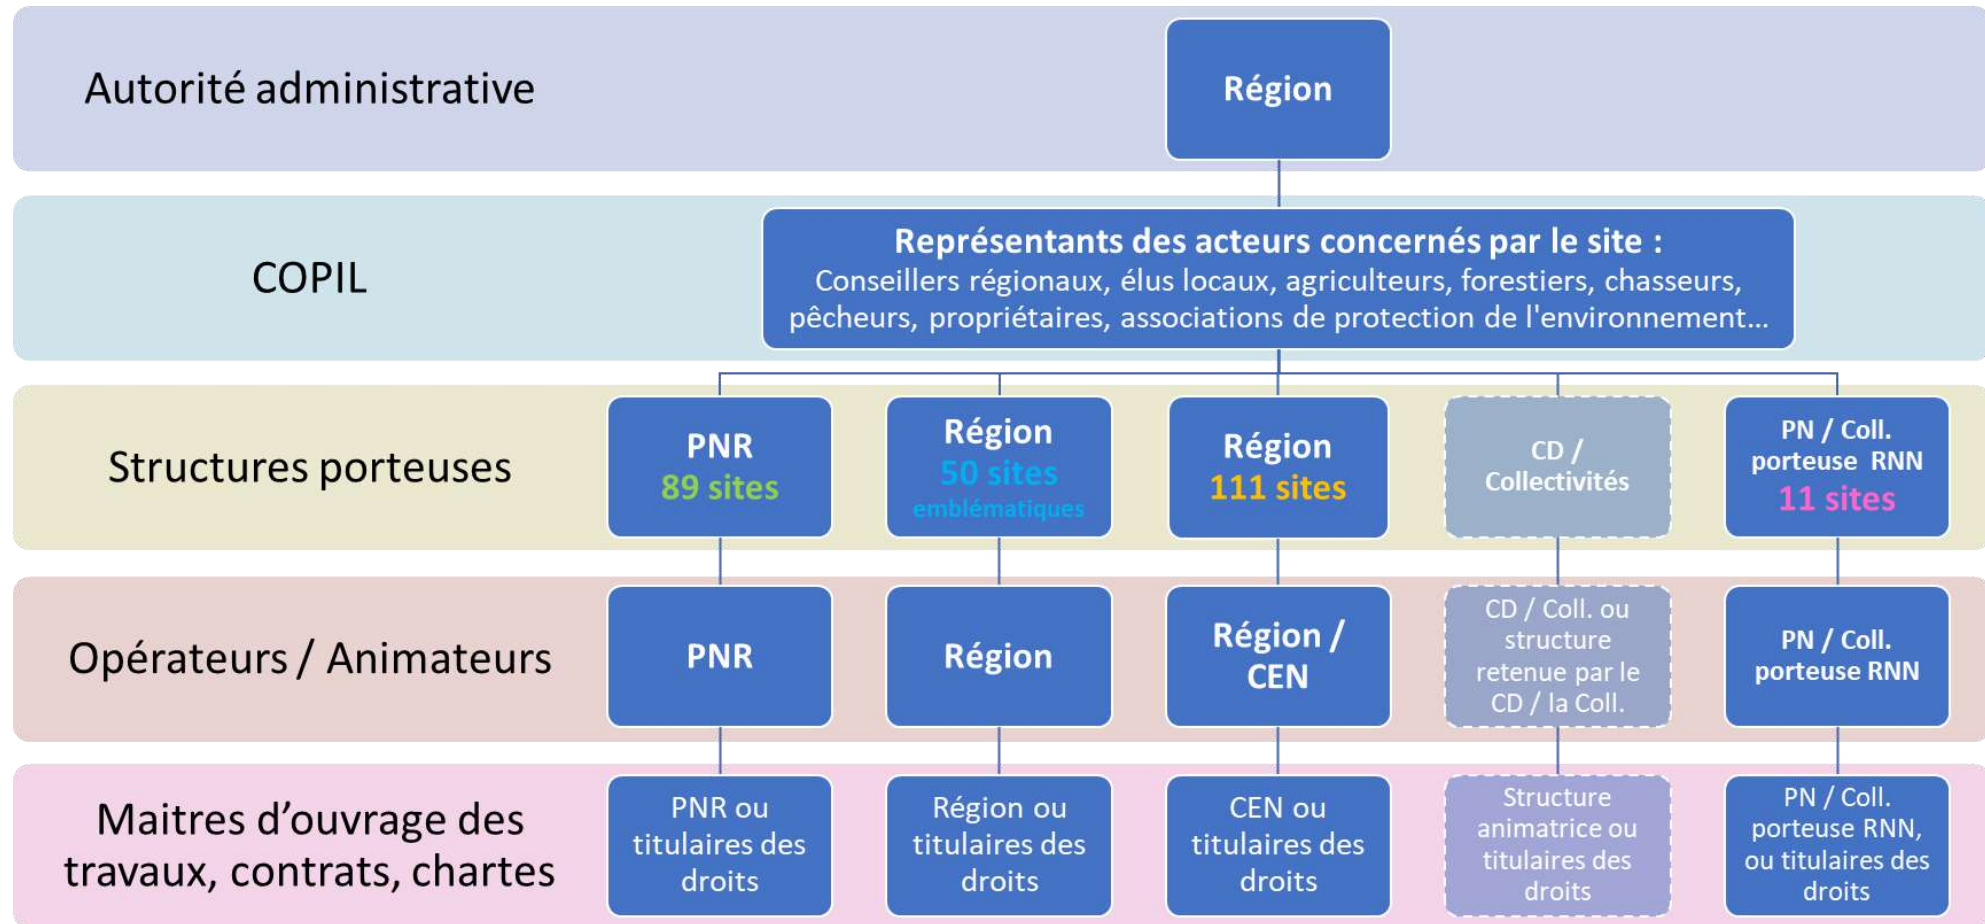 Autorité administrative
Région
COPIL
Représentants des acteurs concernés par le site :
Conseillers régionaux, élus locaux, agriculteurs, forestiers, chasseurs,
pêcheurs, propriétaires, associations de protection de l'environnement...
Structures porteuses
PNR
89 sites
Région
50 sites
emblématiques
Région
111 sites
CD /
Collectivités
PN / Coll.
porteuse RNN
11 sites
Opérateurs / Animateurs
PNR
Région
Région /
CEN
CD / Coll. ou
structure
retenue par le
CD / la Coll.
PN / Coll.
porteuse RNN
Maitres d’ouvrage des
travaux, contrats, chartes
PNR ou
titulaires des
droits
Région ou
titulaires des
droits
CEN ou
titulaires des
droits
Structure
animatrice ou
titulaires des
droits
PN / Coll.
porteuse RNN,
ou titulaires des
droits